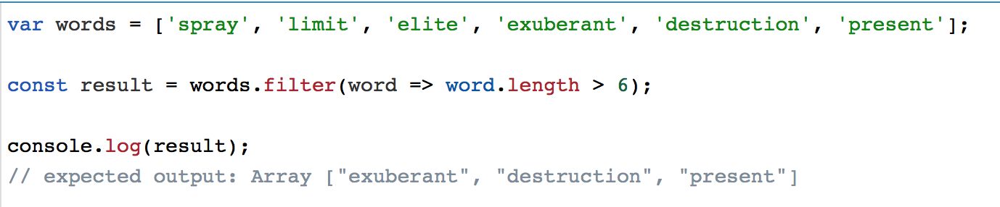 var words = ['spray', 'limit', 'elite', 'exuberant', 'destruction', 'present'];
const result = words.filter(word => word.length > 6);
console.log(result);
// expected output: Array ["exuberant", "destruction", "present"]